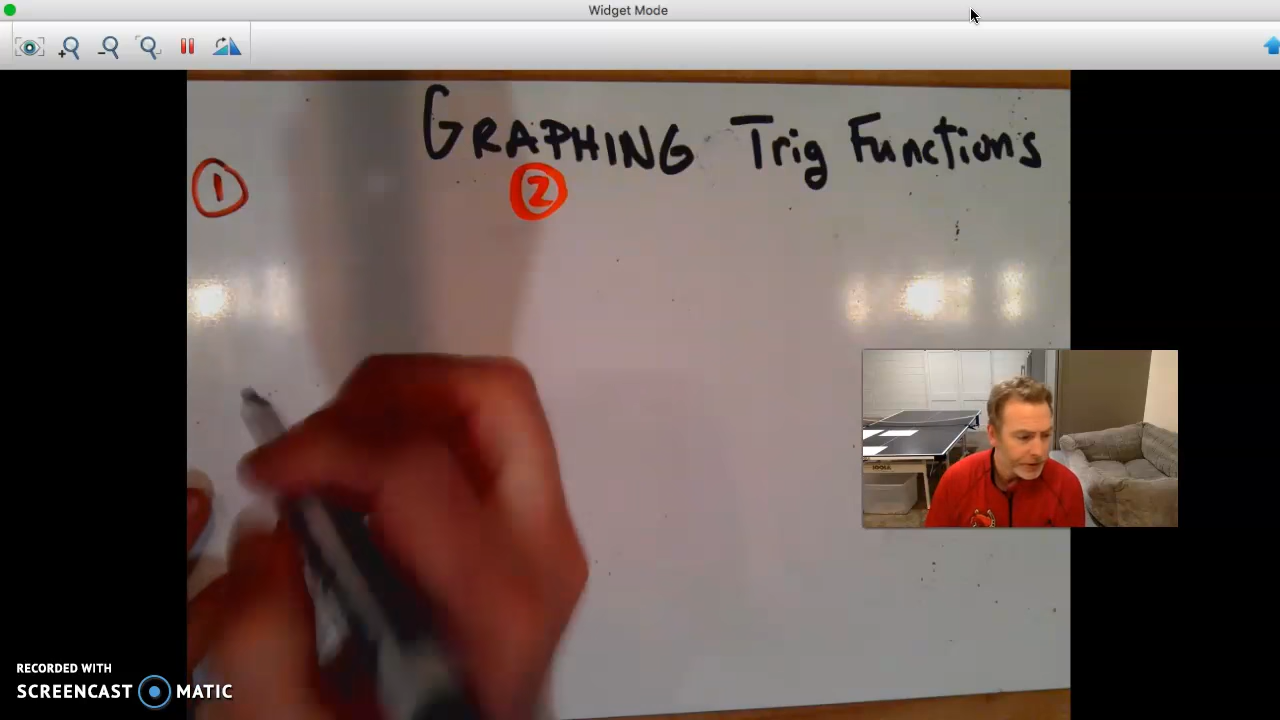 Widget Mode
GRAPHING Trig Functions
1
2
RECORDED WITH
SCREENCAST MATIC